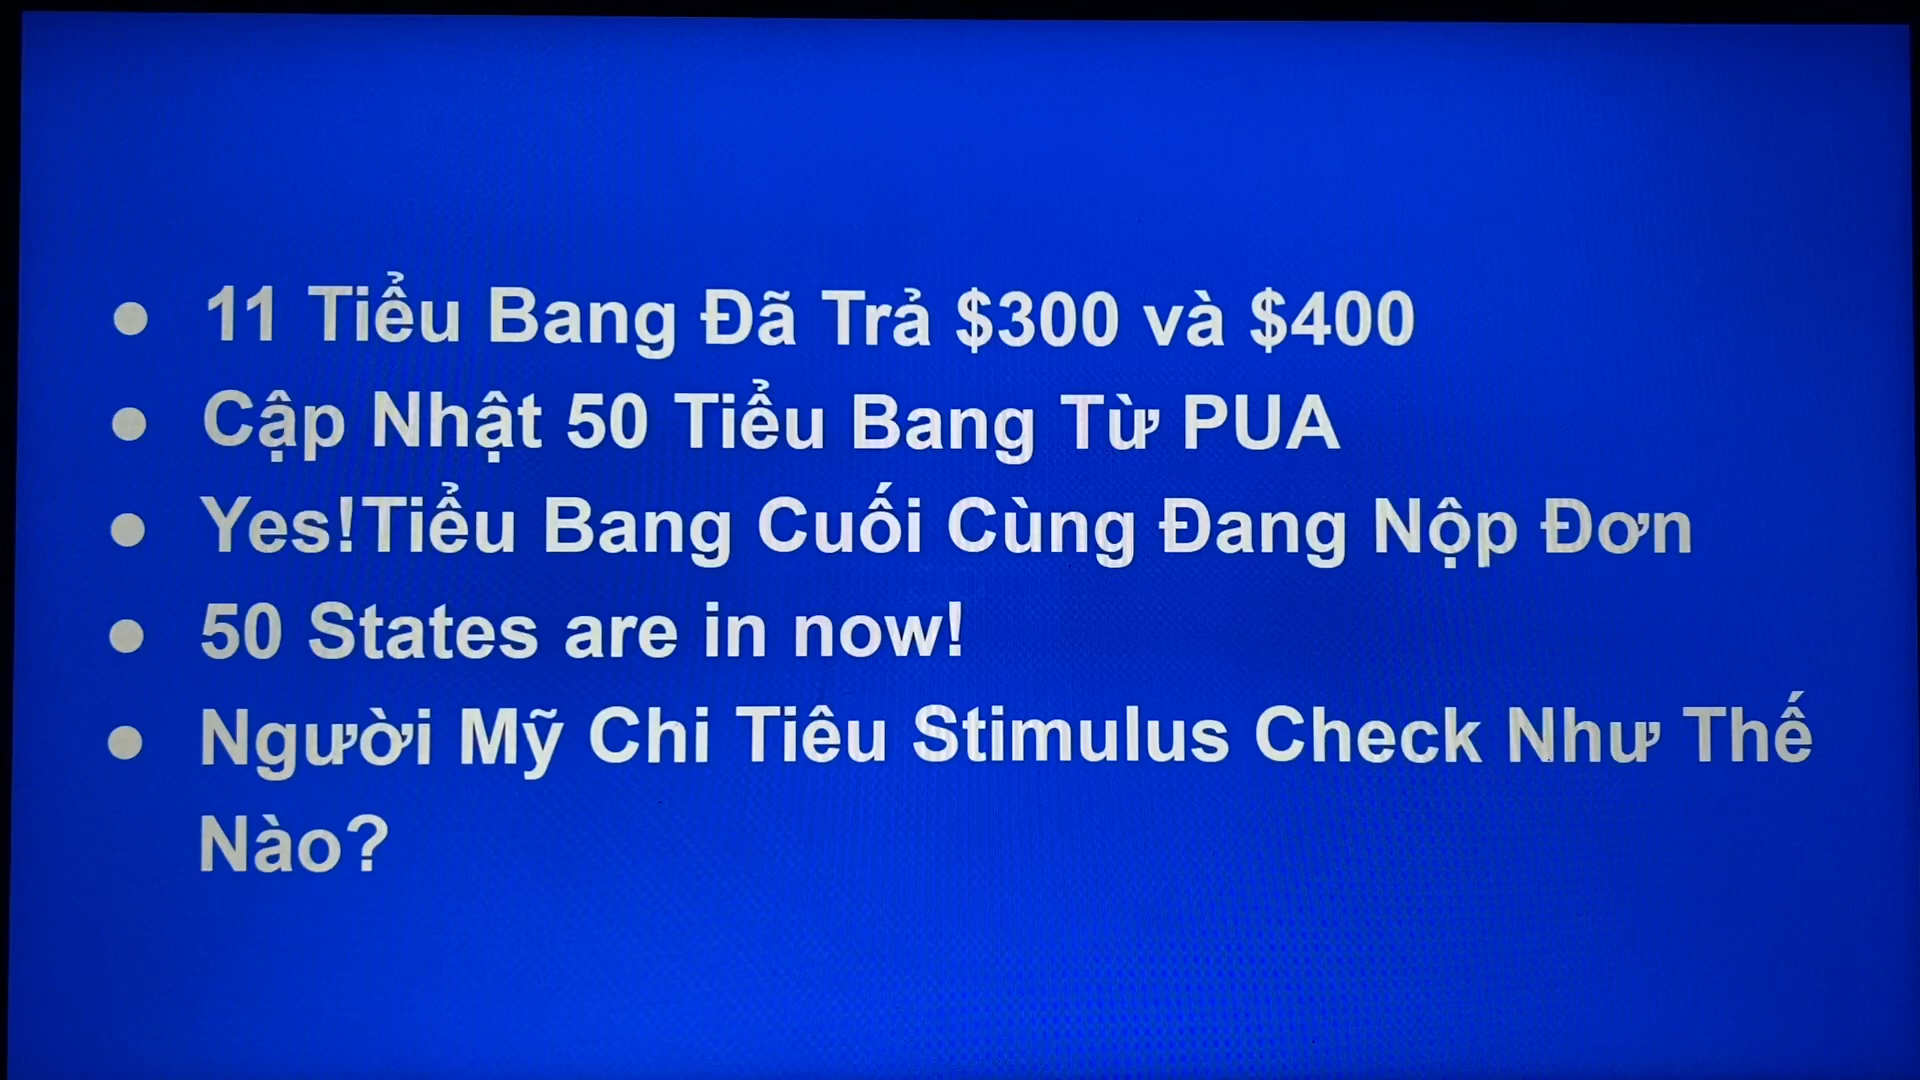 ● 11 Tiểu Bang Đã Trả $300 và $400
● Cập Nhật 50 Tiểu Bang Từ PUA
● Yes!Tiểu Bang Cuối Cùng Đang Nộp Đơn
● 50 States are in now!
● Người Mỹ Chi Tiêu Stimulus Check Như Thế
Nào?